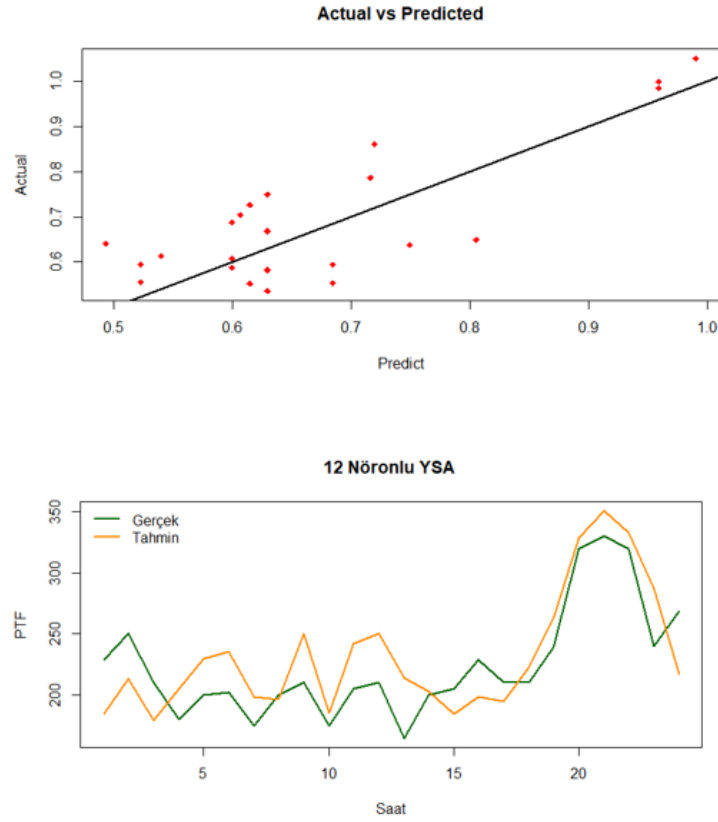 Actual vs Predicted
Actual
1.0
0.9
0.8
0.7
0.6
0.5 0.6 0.7 0.8 0.9 1.0
Predict
12 Nöronlu YSA
PTF
350
300
250
200
Gerçek
Tahmin
5 10 15 20
Saat